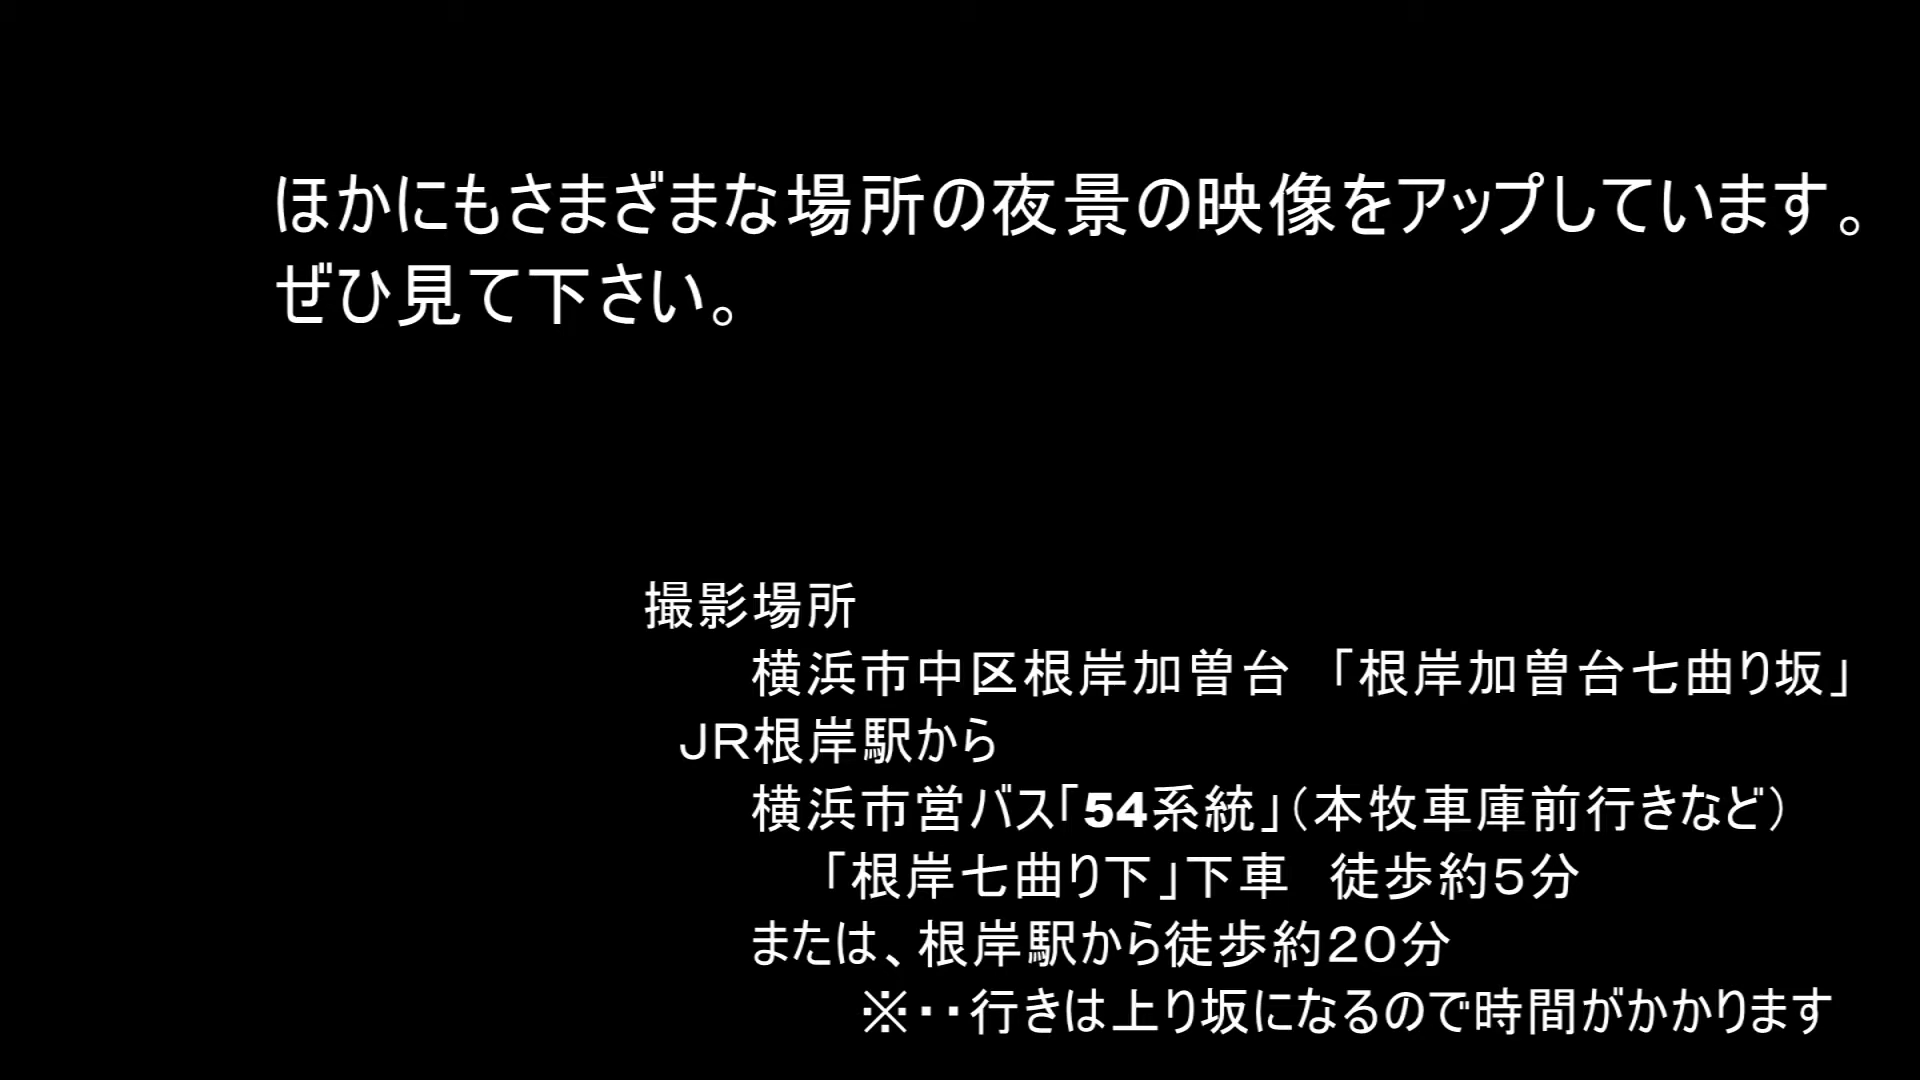 ほかにもさまざまな場所の夜景の映像をアップしています。
ぜひ見て下さい。
撮影場所
横浜市中区根岸加曽台　「根岸加曽台七曲り坂」
ＪＲ根岸駅から
横浜市営バス「54系統」（本牧車庫前行きなど）
「根岸七曲り下」下車　徒歩約５分
または、根岸駅から徒歩約２０分
※・・行きは上り坂になるので時間がかかります